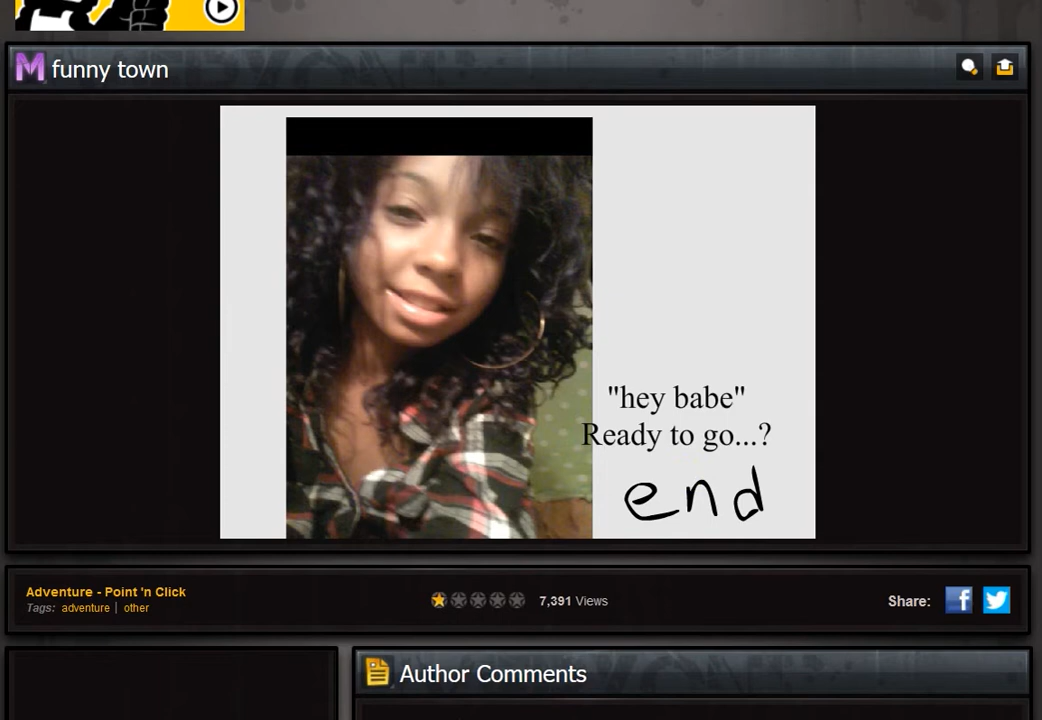 M funny town
"hey babe"
Ready to go...?
end
Adventure - Point 'n Click
Tags: adventure | other
7,391 Views
Share:
Author Comments